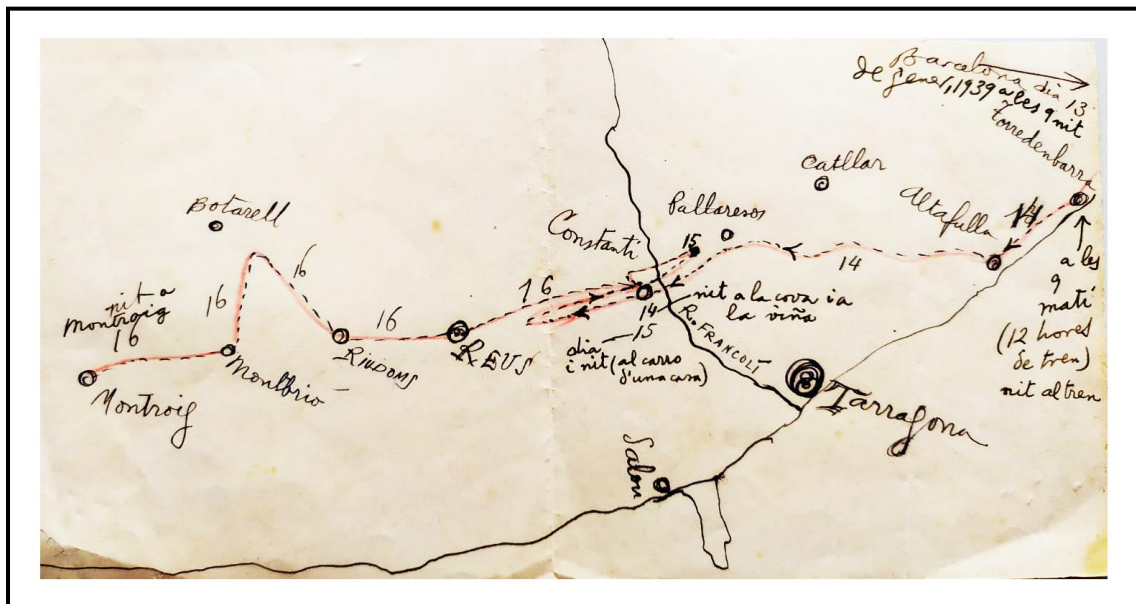 Barcelona dia 13
de gener, 1939 a les 9 nit
Torredenbarra
14
a les
9
matí
(12 hores
de tren)
nit al tren
Altafulla
Catllar
14
Pallaresos
15
Constantí
14
nit a la cova i a
la viña
R. FRANCOLÍ
15
dia
i nit (al carro
d'una casa)
Tarragona
Salou
16
REUS
16
RIUDOMS
16
Botarell
16
Montbrió
nit a
Montroig
16
Montroig